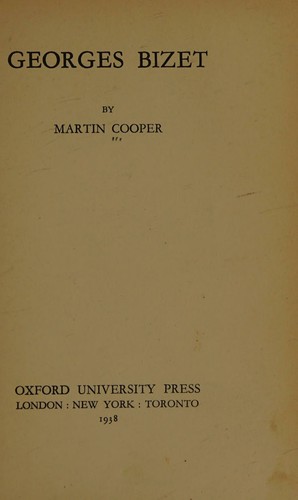 GEORGES BIZET
BY
MARTIN COOPER
OXFORD UNIVERSITY PRESS
LONDON : NEW YORK : TORONTO
1938